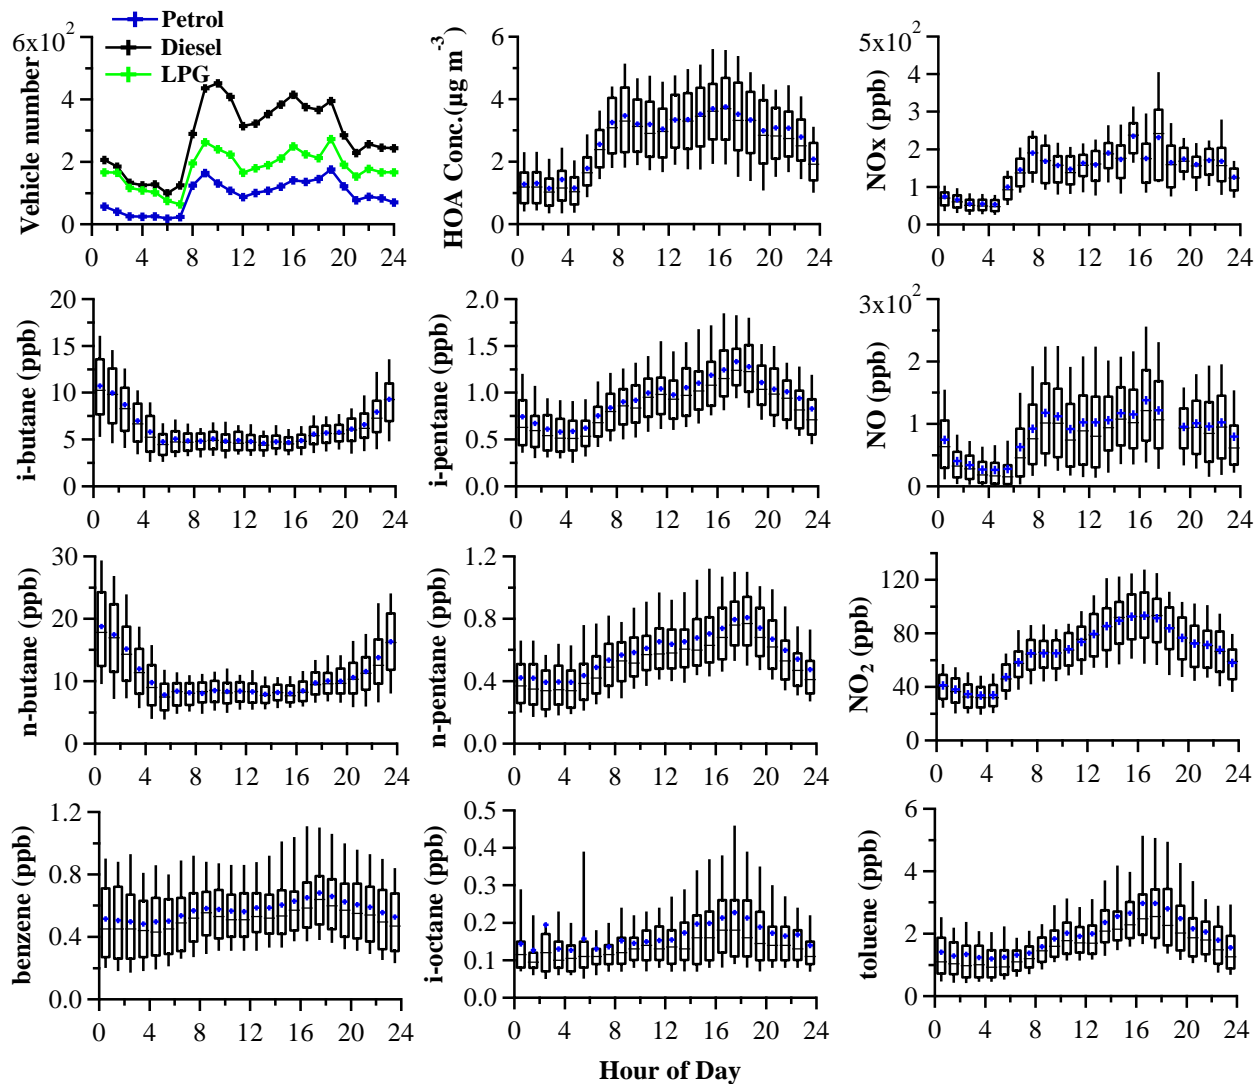 Petrol
Diesel
LPG
Vehicle number
6x10²
4
2
0
0 4 8 12 16 20 24
HOA Conc.(µg m⁻³)
6
4
2
0
0 4 8 12 16 20 24
NOx (ppb)
5x10²
3
2
1
0
0 4 8 12 16 20 24
i-butane (ppb)
20
15
10
5
0
0 4 8 12 16 20 24
i-pentane (ppb)
2.0
1.5
1.0
0.5
0.0
0 4 8 12 16 20 24
NO (ppb)
3x10²
2
1
0
0 4 8 12 16 20 24
n-butane (ppb)
30
20
10
0
0 4 8 12 16 20 24
n-pentane (ppb)
1.2
0.8
0.4
0.0
0 4 8 12 16 20 24
NO₂ (ppb)
120
80
40
0
0 4 8 12 16 20 24
benzene (ppb)
1.2
0.8
0.4
0.0
0 4 8 12 16 20 24
i-octane (ppb)
0.5
0.4
0.3
0.2
0.1
0.0
0 4 8 12 16 20 24
toluene (ppb)
6
4
2
0
0 4 8 12 16 20 24
Hour of Day